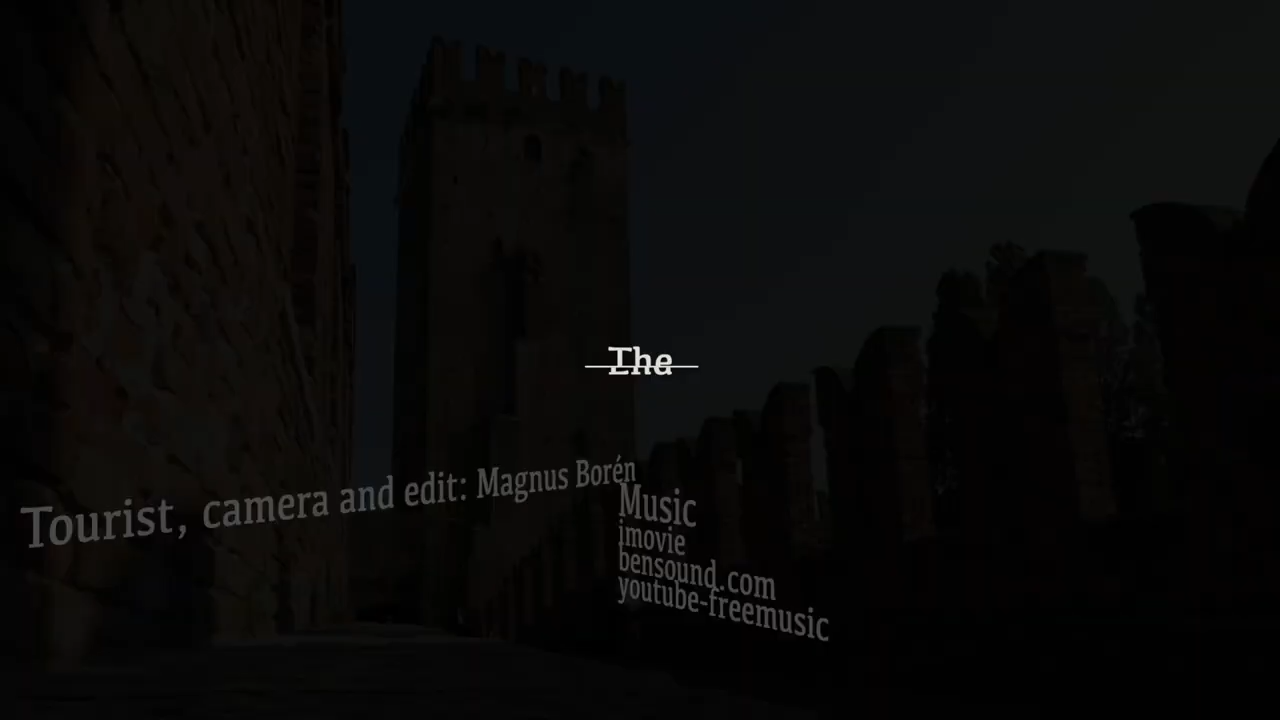 The
Tourist, camera and edit: Magnus Borén
Music
imovie
bensound.com
youtube-freemusic